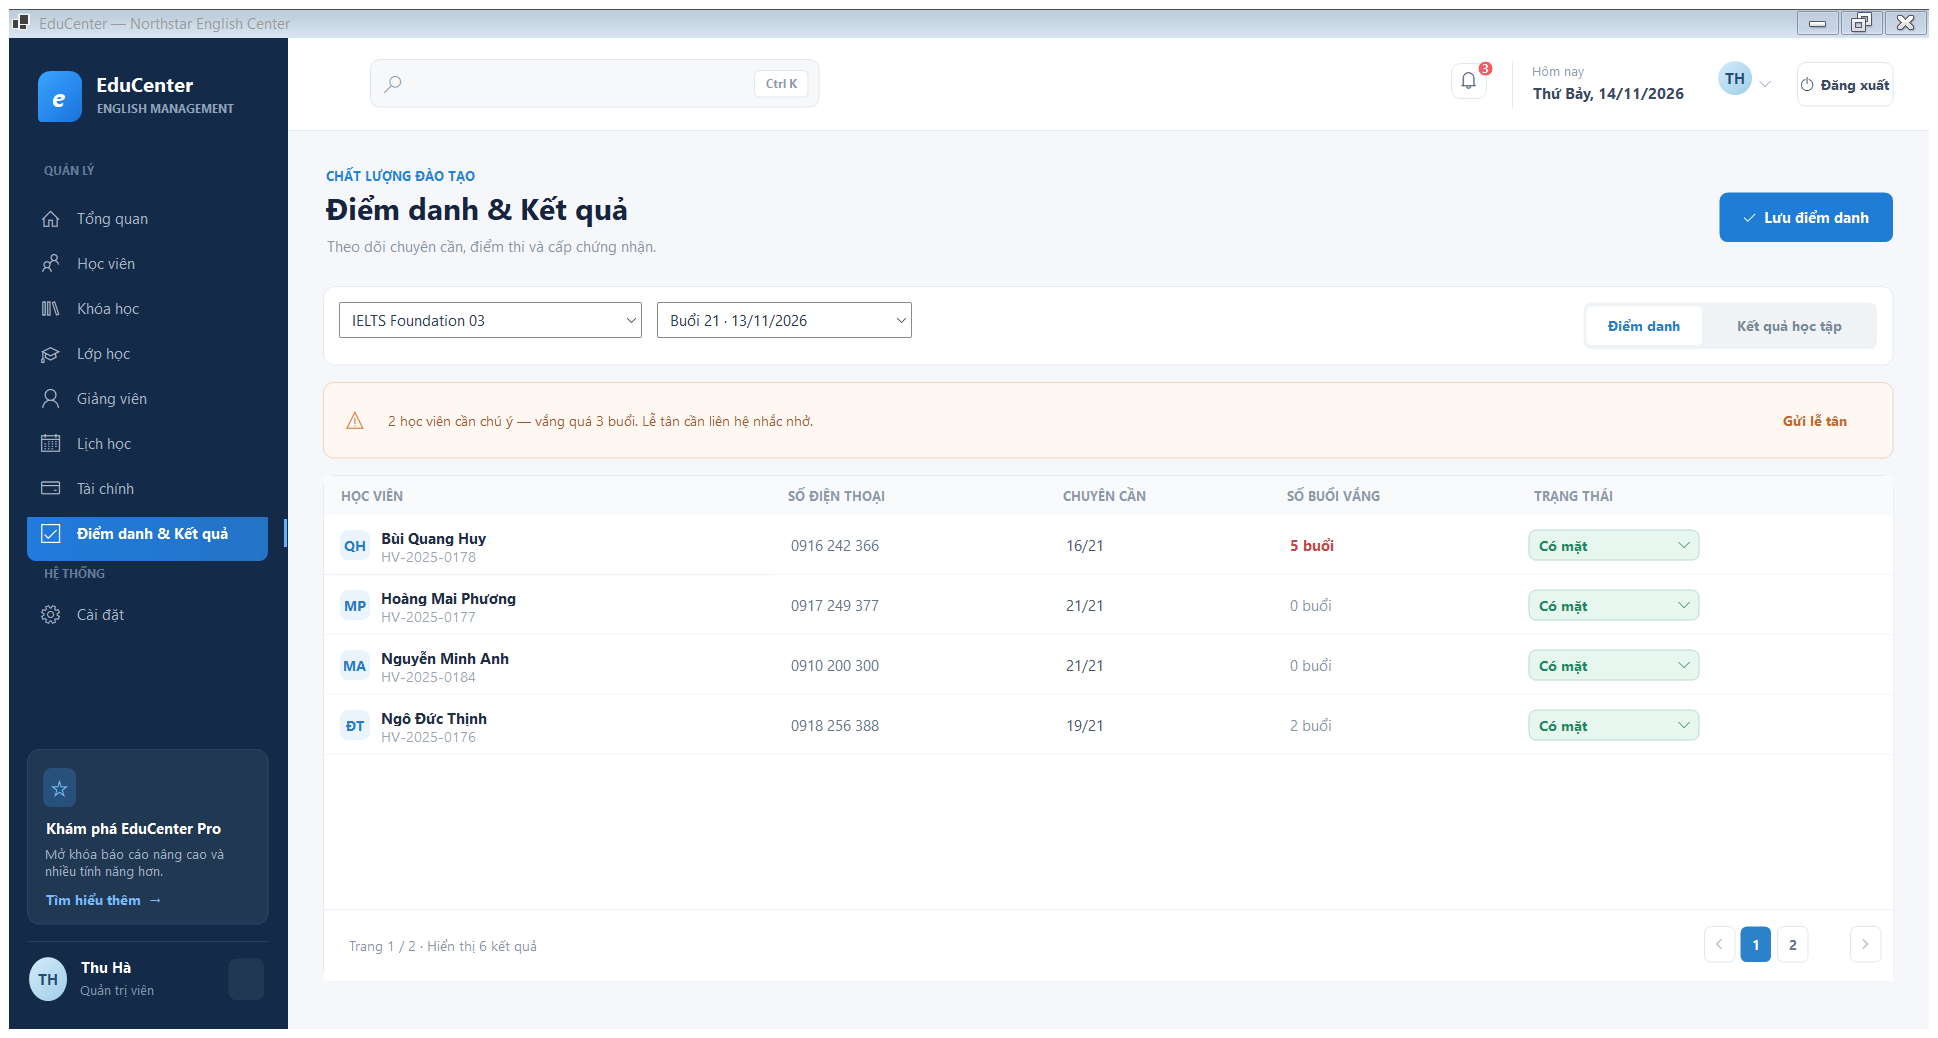 EduCenter — Northstar English Center
e
EduCenter
ENGLISH MANAGEMENT
QUẢN LÝ
Tổng quan
Học viên
Khóa học
Lớp học
Giảng viên
Lịch học
Tài chính
Điểm danh & Kết quả
HỆ THỐNG
Cài đặt
Khám phá EduCenter Pro
Mở khóa báo cáo nâng cao và
nhiều tính năng hơn.
Tìm hiểu thêm →
TH
Thu Hà
Quản trị viên
Ctrl K
3
Hôm nay
Thứ Bảy, 14/11/2026
TH
Đăng xuất
CHẤT LƯỢNG ĐÀO TẠO
Điểm danh & Kết quả
Theo dõi chuyên cần, điểm thi và cấp chứng nhận.
Lưu điểm danh
IELTS Foundation 03
Buổi 21 · 13/11/2026
Điểm danh
Kết quả học tập
2 học viên cần chú ý — vắng quá 3 buổi. Lễ tân cần liên hệ nhắc nhở.
Gửi lễ tân
HỌC VIÊN SỐ ĐIỆN THOẠI CHUYÊN CẦN SỐ BUỔI VẮNG TRẠNG THÁI
QH Bùi Quang Huy 0916 242 366 16/21 5 buổi Có mặt
HV-2025-0178
MP Hoàng Mai Phương 0917 249 377 21/21 0 buổi Có mặt
HV-2025-0177
MA Nguyễn Minh Anh 0910 200 300 21/21 0 buổi Có mặt
HV-2025-0184
ĐT Ngô Đức Thịnh 0918 256 388 19/21 2 buổi Có mặt
HV-2025-0176
Trang 1 / 2 · Hiển thị 6 kết quả
1
2